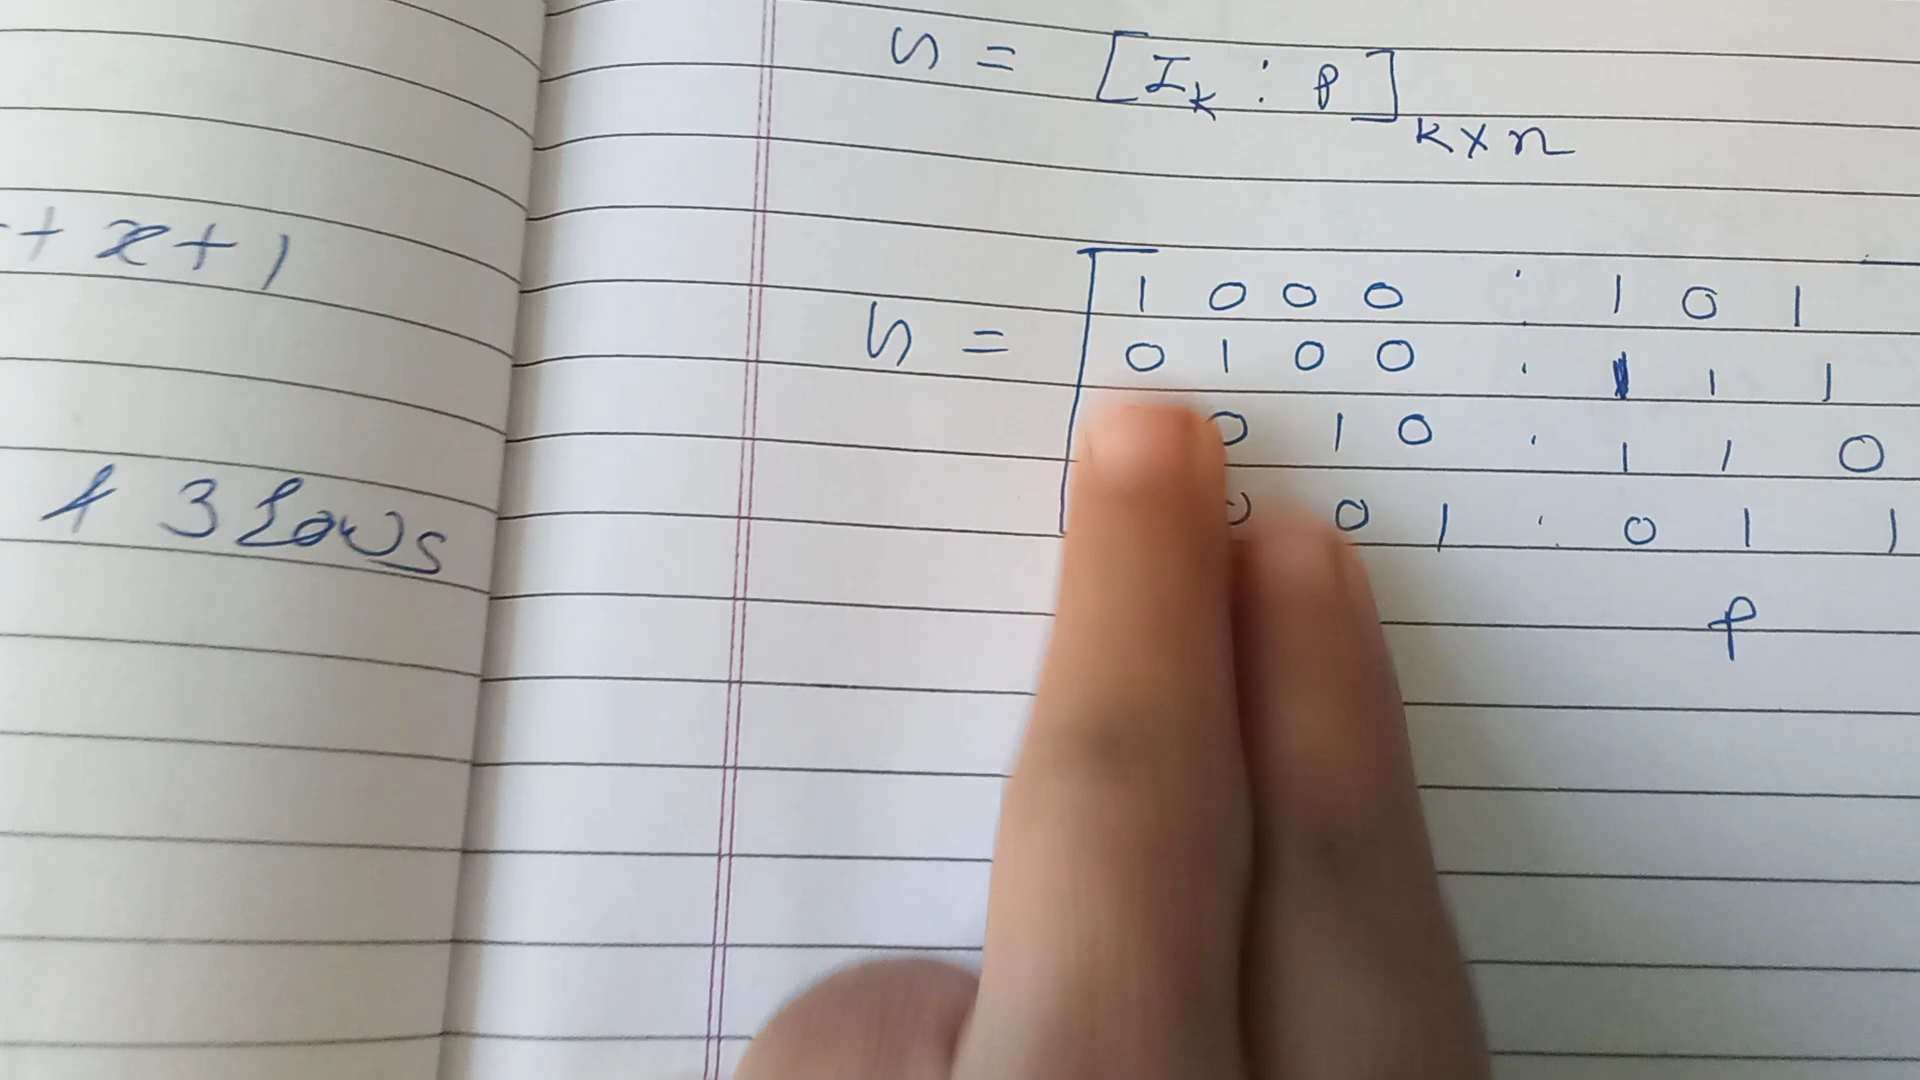 + x + 1
3 rows
G = [I_k : P]_{k×n}
G = [ 1 0 0 0 : 1 0 1
0 1 0 0 : 1 1 1
0 1 0 : 1 1 0
0 0 1 : 0 1 1
P